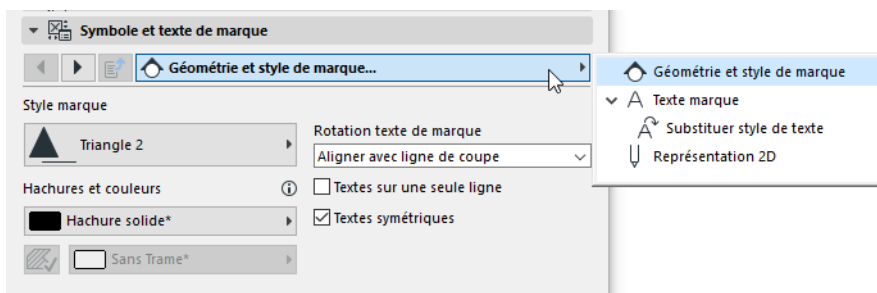 Symbole et texte de marque
Géométrie et style de marque...
Géométrie et style de marque
Texte marque
Substituer style de texte
Représentation 2D
Style marque
Triangle 2
Rotation texte de marque
Aligner avec ligne de coupe
Hachures et couleurs
Textes sur une seule ligne
Hachure solide*
Textes symétriques
Sans Trame*